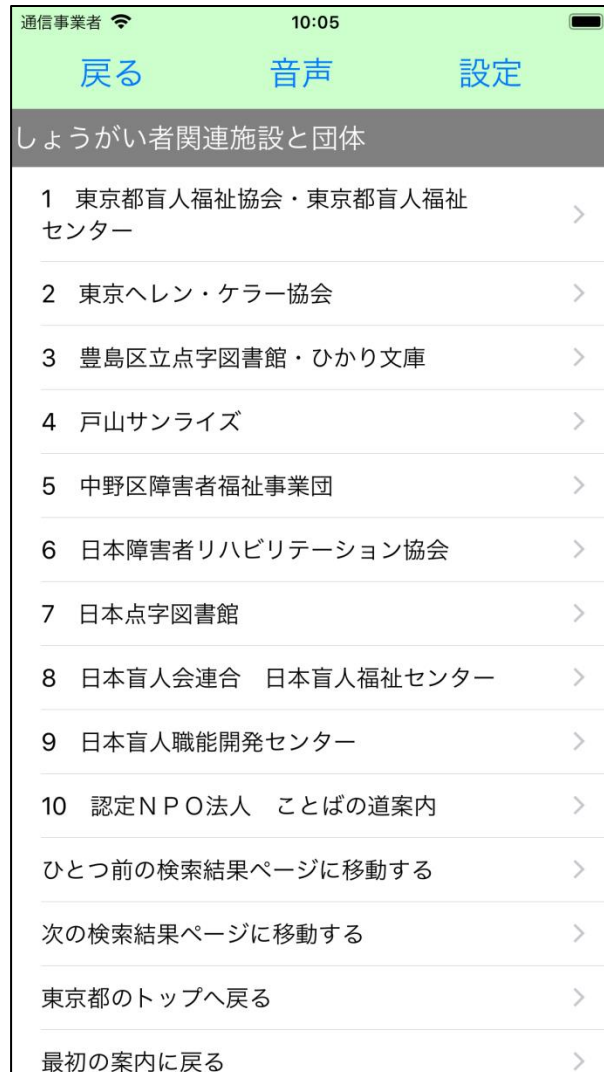 通信事業者 10:05
戻る 音声 設定
しょうがい者関連施設と団体
1　東京都盲人福祉協会・東京都盲人福祉
センター
2　東京ヘレン・ケラー協会
3　豊島区立点字図書館・ひかり文庫
4　戸山サンライズ
5　中野区障害者福祉事業団
6　日本障害者リハビリテーション協会
7　日本点字図書館
8　日本盲人会連合　日本盲人福祉センター
9　日本盲人職能開発センター
10　認定ＮＰＯ法人　ことばの道案内
ひとつ前の検索結果ページに移動する
次の検索結果ページに移動する
東京都のトップへ戻る
最初の案内に戻る